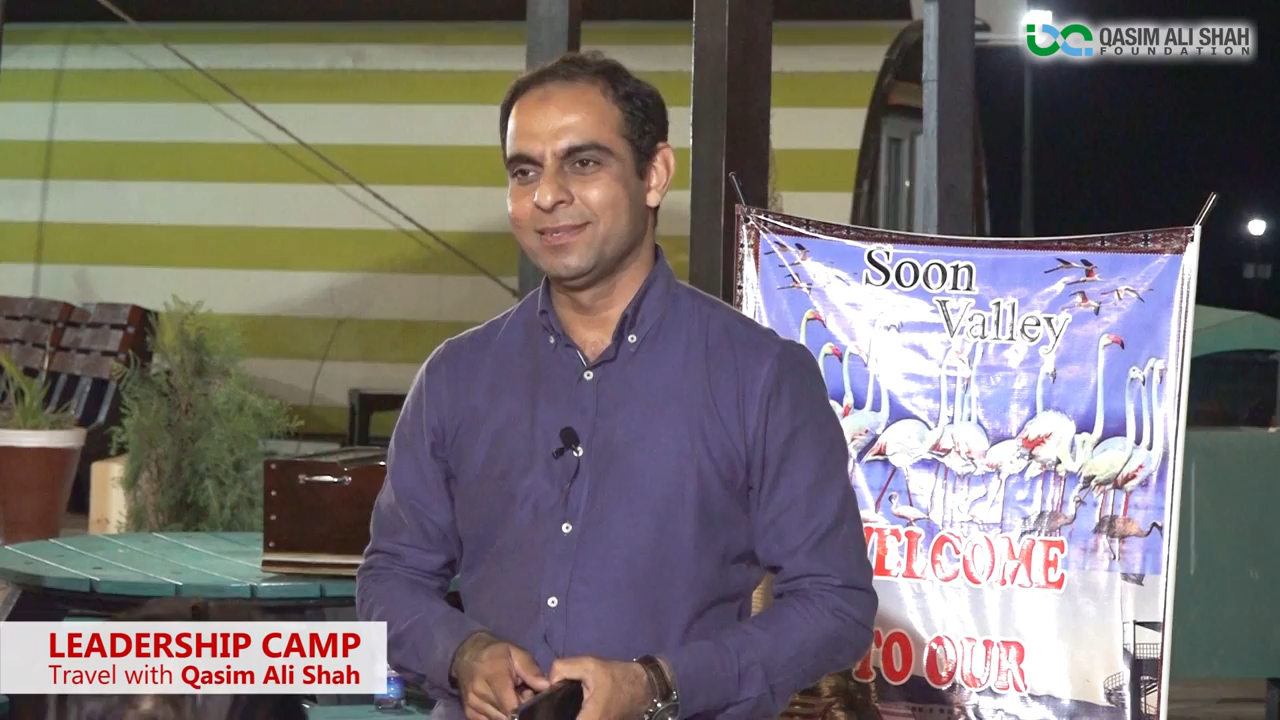 QASIM ALI SHAH
FOUNDATION
Soon
Valley
WELCOME
TO OUR
LEADERSHIP CAMP
Travel with Qasim Ali Shah